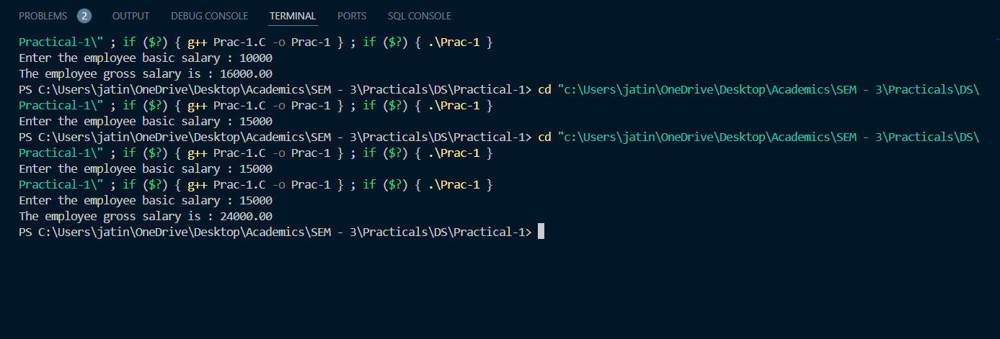 PROBLEMS 2 OUTPUT DEBUG CONSOLE TERMINAL PORTS SQL CONSOLE
Practical-1\" ; if ($?) { g++ Prac-1.C -o Prac-1 } ; if ($?) { .\Prac-1 }
Enter the employee basic salary : 10000
The employee gross salary is : 16000.00
PS C:\Users\jatin\OneDrive\Desktop\Academics\SEM - 3\Practicals\DS\Practical-1> cd "c:\Users\jatin\OneDrive\Desktop\Academics\SEM - 3\Practicals\DS\
Practical-1\" ; if ($?) { g++ Prac-1.C -o Prac-1 } ; if ($?) { .\Prac-1 }
Enter the employee basic salary : 15000
PS C:\Users\jatin\OneDrive\Desktop\Academics\SEM - 3\Practicals\DS\Practical-1> cd "c:\Users\jatin\OneDrive\Desktop\Academics\SEM - 3\Practicals\DS\
Practical-1\" ; if ($?) { g++ Prac-1.C -o Prac-1 } ; if ($?) { .\Prac-1 }
Enter the employee basic salary : 15000
Practical-1\" ; if ($?) { g++ Prac-1.C -o Prac-1 } ; if ($?) { .\Prac-1 }
Enter the employee basic salary : 15000
The employee gross salary is : 24000.00
PS C:\Users\jatin\OneDrive\Desktop\Academics\SEM - 3\Practicals\DS\Practical-1>